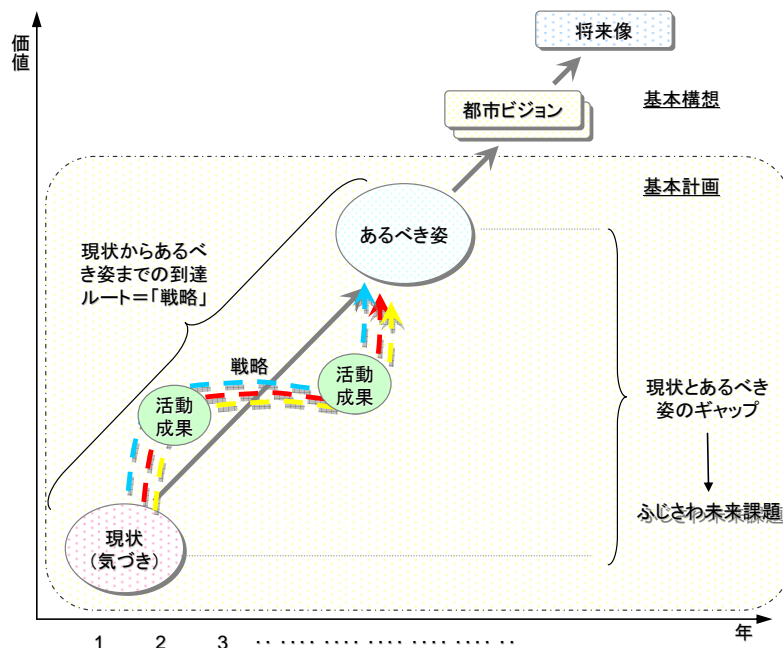 価
値
将来像
都市ビジョン
基本構想
基本計画
あるべき姿
現状からあるべ
き姿までの到達
ルート＝「戦略」
戦略
活動
成果
活動
成果
現状とあるべき
姿のギャップ
ふじさわ未来課題
現状
（気づき）
年
1 2 3 ‥ ‥‥ ‥‥ ‥‥ ‥‥ ‥‥ ‥‥